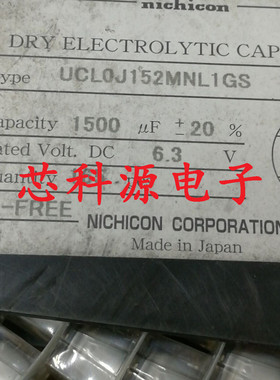 nichicon
DRY ELECTROLYTIC CAP
ype UCL0J152MNL1GS
apacity 1500 μF ± 20 %
ated Volt. DC 6.3 V
芯科源电子
uantity
-FREE NICHICON CORPORATION
Made in Japan